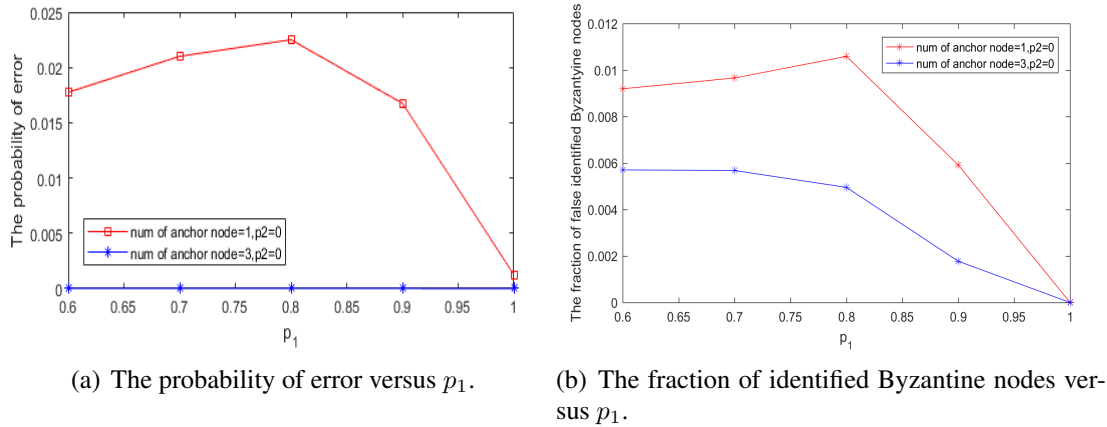 0.025
0.02
0.015
0.01
0.005
0
The probability of error
num of anchor node=1,p2=0
num of anchor node=3,p2=0
0.6 0.65 0.7 0.75 0.8 0.85 0.9 0.95 1
p1
(a) The probability of error versus p1.
0.012
0.01
0.008
0.006
0.004
0.002
0
The fraction of false identified Byzantyine nodes
num of anchor node=1,p2=0
num of anchor node=3,p2=0
0.6 0.65 0.7 0.75 0.8 0.85 0.9 0.95 1
p1
(b) The fraction of identified Byzantine nodes ver-
sus p1.